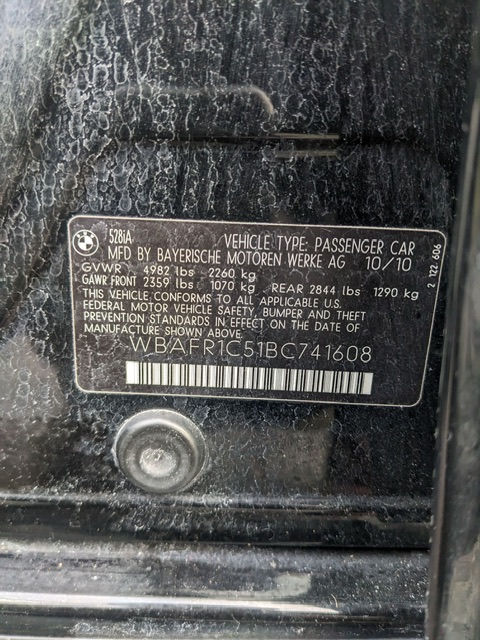 BMW
528iA VEHICLE TYPE: PASSENGER CAR
MFD BY BAYERISCHE MOTOREN WERKE AG 10/10
GVWR 4982 lbs 2260 kg
GAWR FRONT 2359 lbs 1070 kg REAR 2844 lbs 1290 kg
THIS VEHICLE CONFORMS TO ALL APPLICABLE U.S.
FEDERAL MOTOR VEHICLE SAFETY, BUMPER AND THEFT
PREVENTION STANDARDS IN EFFECT ON THE DATE OF
MANUFACTURE SHOWN ABOVE.
WBAFR1C51BC741608
2 122 606